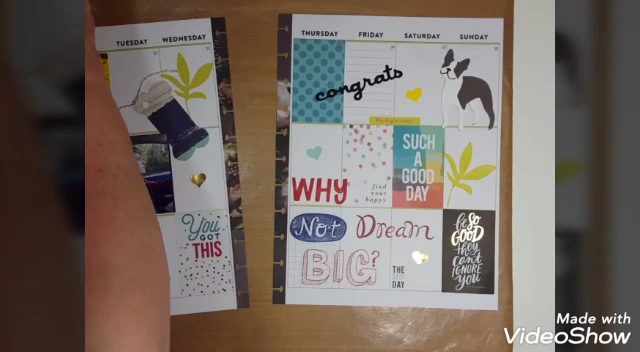 TUESDAY WEDNESDAY
THURSDAY FRIDAY SATURDAY SUNDAY
congrats
SUCH
A
GOOD
DAY
WHY
find
your
happy
You
GOT
THIS
Not Dream
BIG?
THE
DAY
be SO
GOOD
they
can't
IGNORE
YOU
Made with
VideoShow